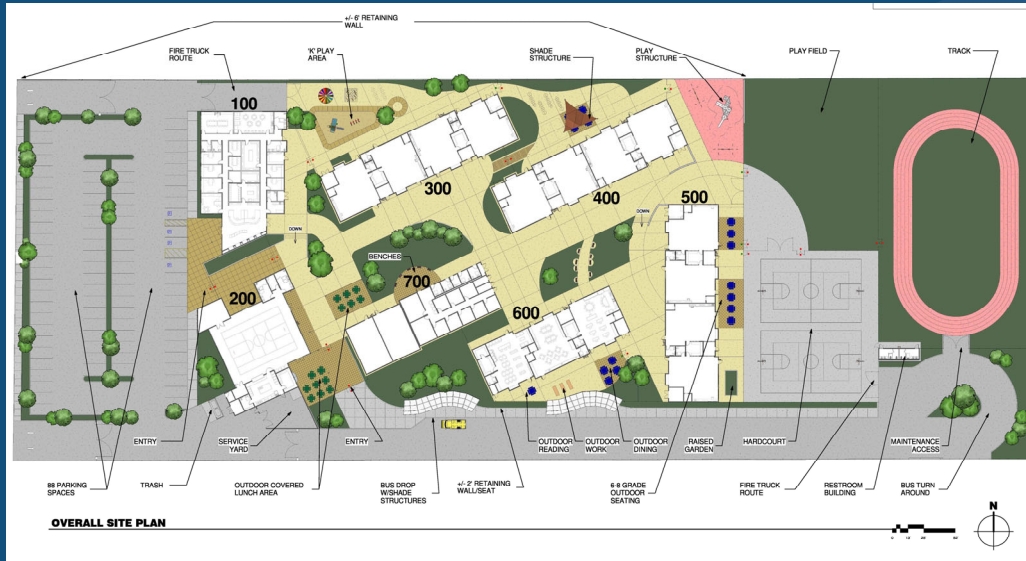 +/- 6' RETAINING
WALL
FIRE TRUCK
ROUTE
'K' PLAY
AREA
SHADE
STRUCTURE
PLAY
STRUCTURE
PLAY FIELD
TRACK
100
300
400
500
DOWN
DOWN
BENCHES
700
200
600
ENTRY
SERVICE
YARD
ENTRY
OUTDOOR
READING
OUTDOOR
WORK
OUTDOOR
DINING
RAISED
GARDEN
HARDCOURT
MAINTENANCE
ACCESS
88 PARKING
SPACES
TRASH
OUTDOOR COVERED
LUNCH AREA
BUS DROP
W/SHADE
STRUCTURES
+/- 2' RETAINING
WALL/SEAT
6-8 GRADE
OUTDOOR
SEATING
FIRE TRUCK
ROUTE
RESTROOM
BUILDING
BUS TURN
AROUND
N
OVERALL SITE PLAN